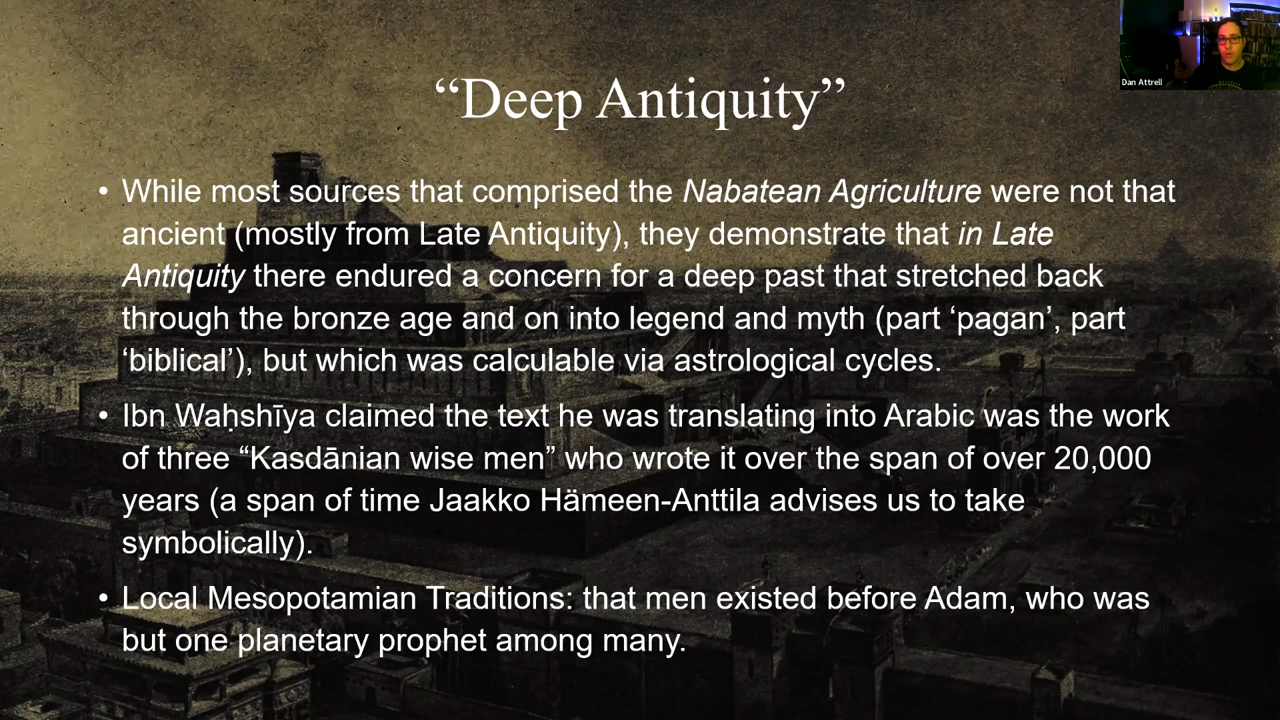 Dan Attrell
“Deep Antiquity”
• While most sources that comprised the Nabatean Agriculture were not that
ancient (mostly from Late Antiquity), they demonstrate that in Late
Antiquity there endured a concern for a deep past that stretched back
through the bronze age and on into legend and myth (part ‘pagan’, part
‘biblical’), but which was calculable via astrological cycles.
• Ibn Waḥshīya claimed the text he was translating into Arabic was the work
of three “Kasdānian wise men” who wrote it over the span of over 20,000
years (a span of time Jaakko Hämeen-Anttila advises us to take
symbolically).
• Local Mesopotamian Traditions: that men existed before Adam, who was
but one planetary prophet among many.